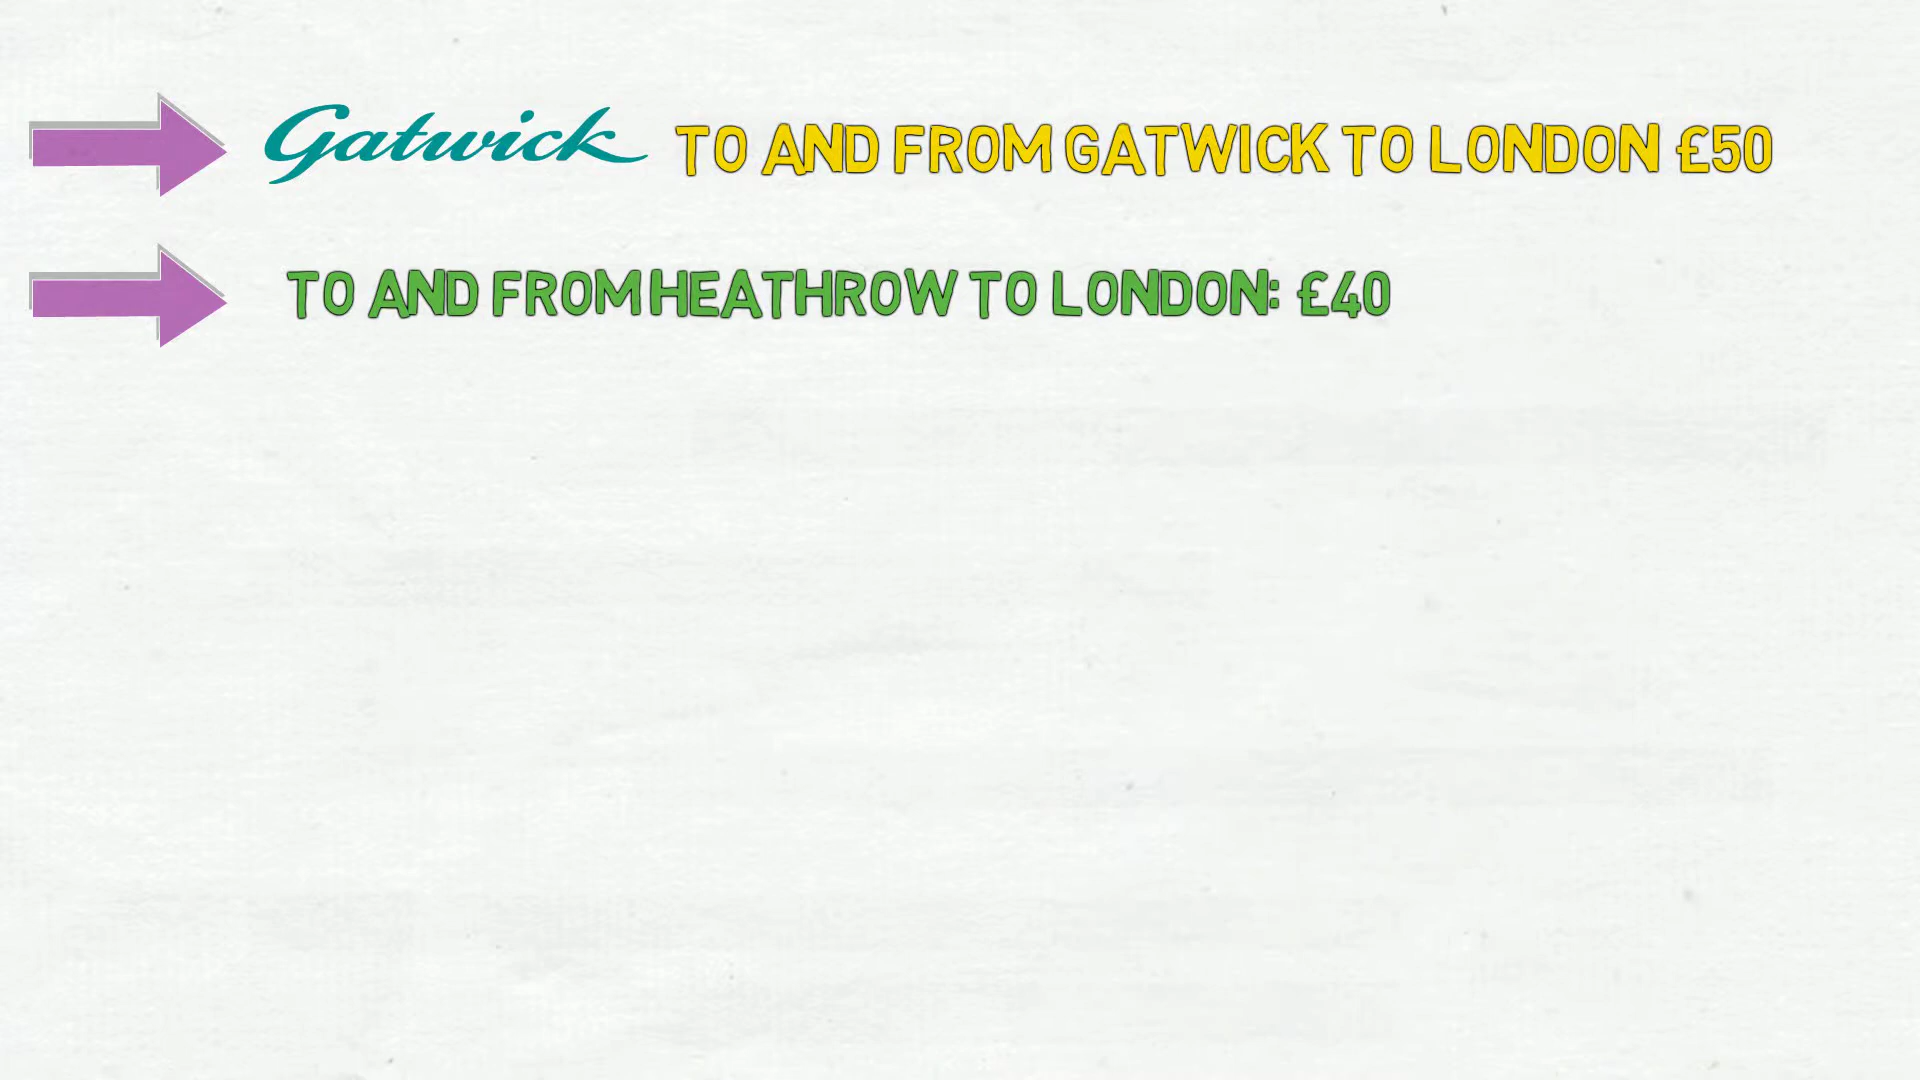 Gatwick TO AND FROM GATWICK TO LONDON £50
TO AND FROM HEATHROW TO LONDON: £40